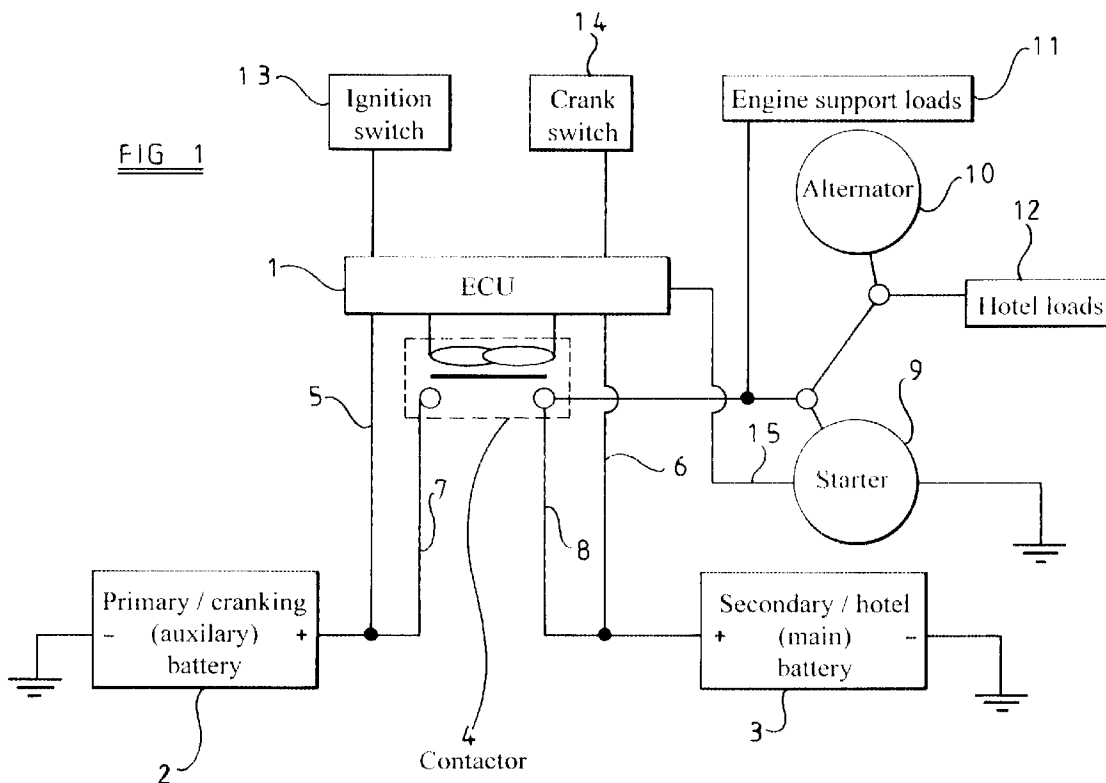 14
13
11
Ignition
switch
Crank
switch
Engine support loads
FIG 1
Alternator
10
12
1
ECU
Hotel loads
5
9
15
6
Starter
7
8
Primary / cranking
(auxilary)
battery
-
+
Secondary / hotel
(main)
battery
+
-
4
Contactor
2
3